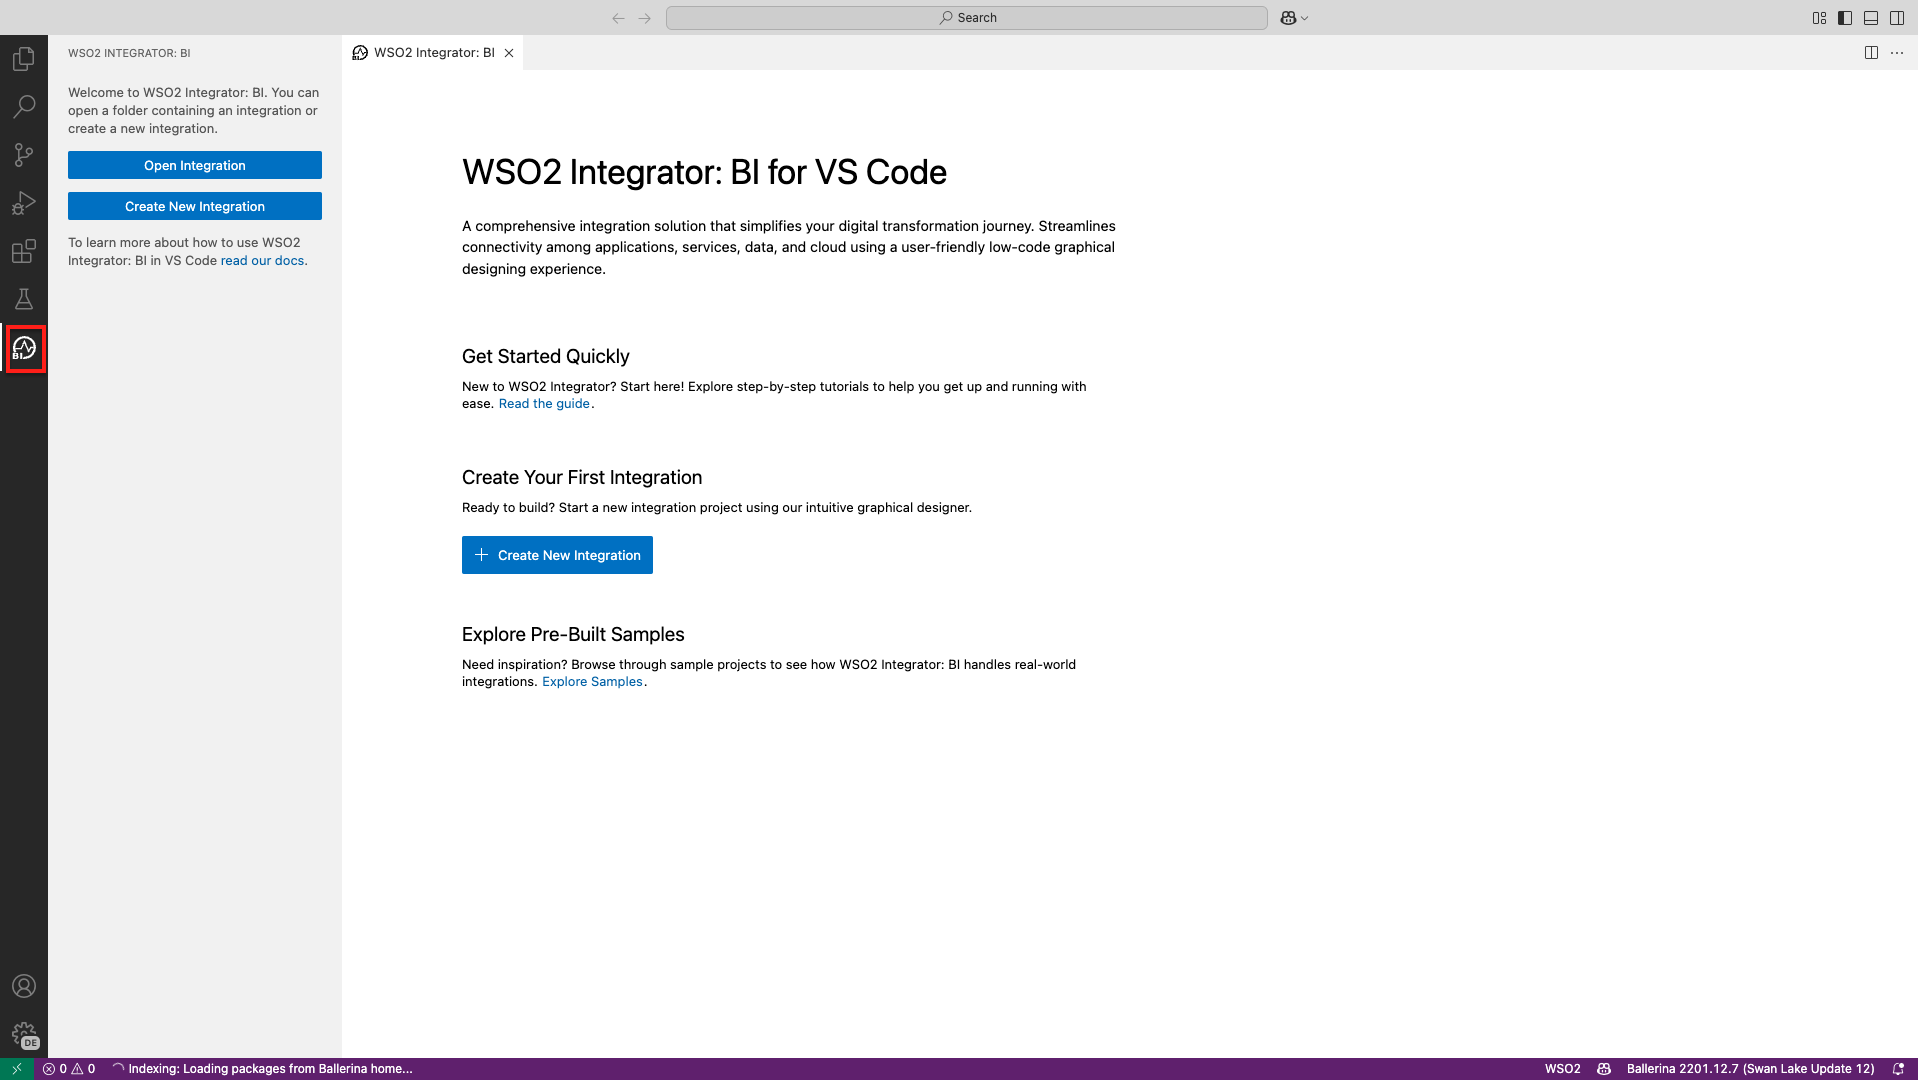 Search
WSO2 INTEGRATOR: BI
WSO2 Integrator: BI
Welcome to WSO2 Integrator: BI. You can
open a folder containing an integration or
create a new integration.
Open Integration
Create New Integration
To learn more about how to use WSO2
Integrator: BI in VS Code read our docs.
BI
WSO2 Integrator: BI for VS Code
A comprehensive integration solution that simplifies your digital transformation journey. Streamlines
connectivity among applications, services, data, and cloud using a user-friendly low-code graphical
designing experience.
Get Started Quickly
New to WSO2 Integrator? Start here! Explore step-by-step tutorials to help you get up and running with
ease. Read the guide.
Create Your First Integration
Ready to build? Start a new integration project using our intuitive graphical designer.
Create New Integration
Explore Pre-Built Samples
Need inspiration? Browse through sample projects to see how WSO2 Integrator: BI handles real-world
integrations. Explore Samples.
DE
0 0 Indexing: Loading packages from Ballerina home... WSO2 Ballerina 2201.12.7 (Swan Lake Update 12)